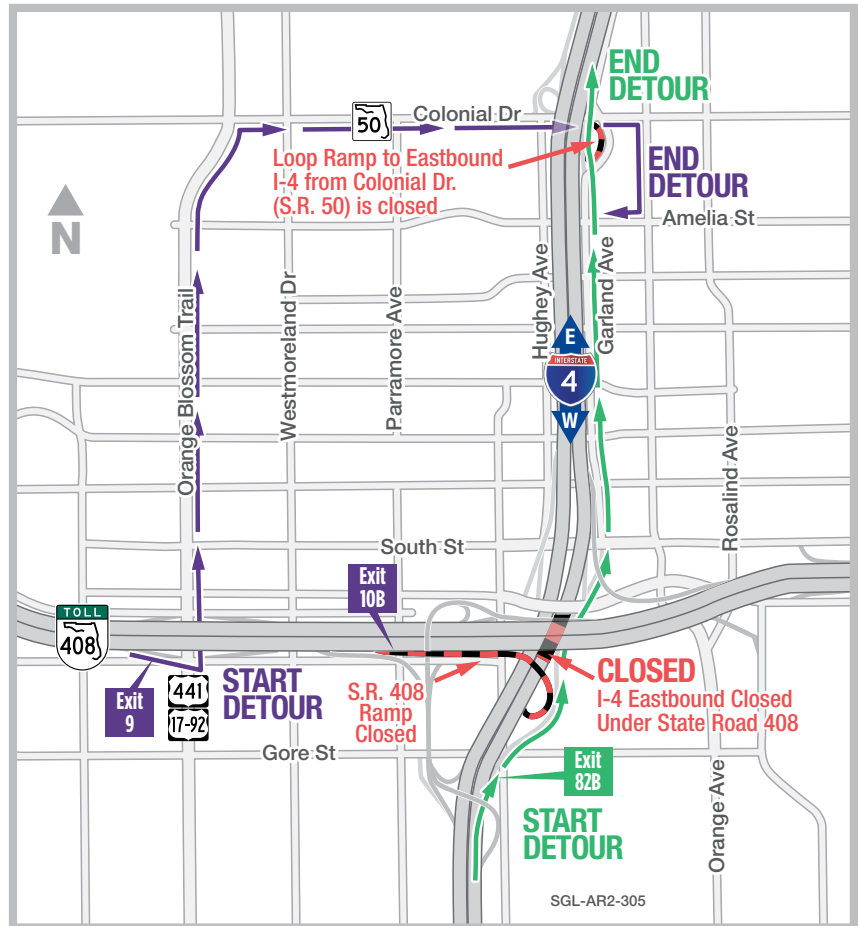 END
DETOUR
50
Colonial Dr
Loop Ramp to Eastbound
I-4 from Colonial Dr.
(S.R. 50) is closed
END
DETOUR
Amelia St
N
Hughey Ave
Garland Ave
Orange Blossom Trail
Westmoreland Dr
Parramore Ave
E
INTERSTATE
4
W
Rosalind Ave
South St
Exit
10B
TOLL
408
Exit
9
441
17-92
START
DETOUR
S.R. 408
Ramp
Closed
CLOSED
I-4 Eastbound Closed
Under State Road 408
Gore St
Exit
82B
START
DETOUR
Orange Ave
SGL-AR2-305